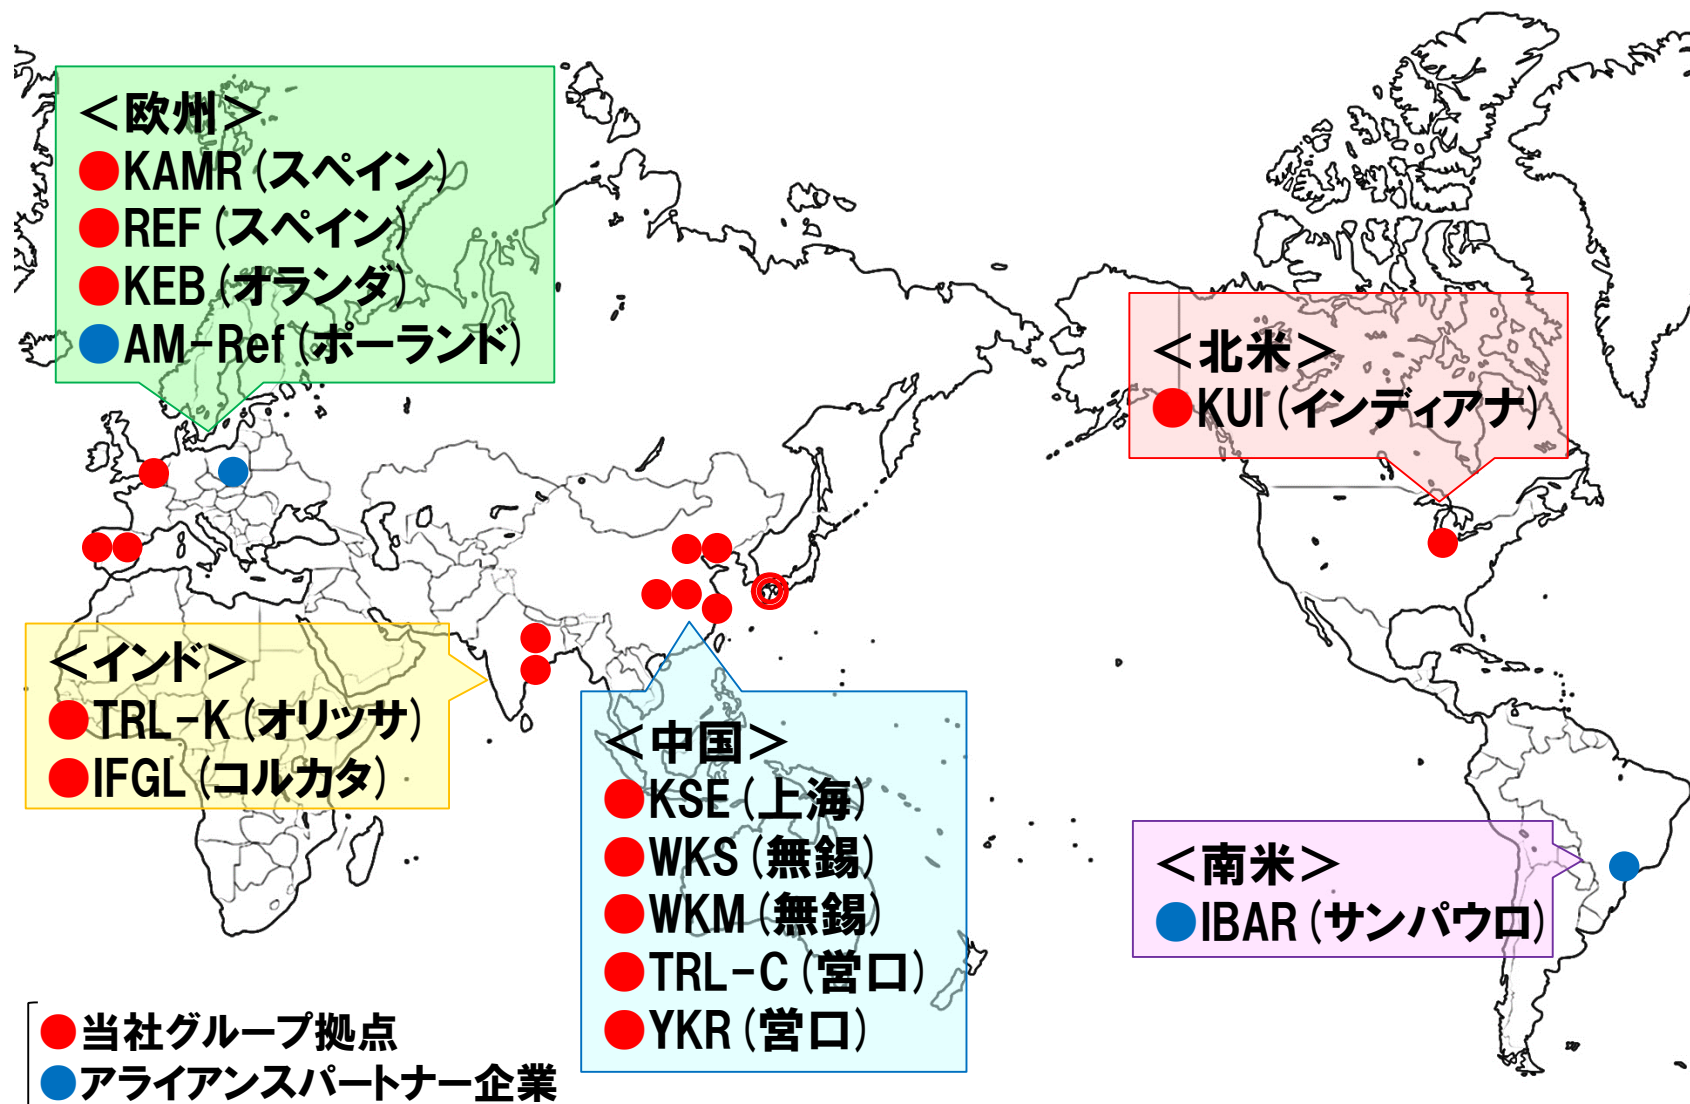 ＜欧州＞
●KAMR（スペイン）
●REF（スペイン）
●KEB（オランダ）
●AM-Ref（ポーランド）
＜北米＞
●KUI（インディアナ）
＜インド＞
●TRL-K（オリッサ）
●IFGL（コルカタ）
＜中国＞
●KSE（上海）
●WKS（無錫）
●WKM（無錫）
●TRL-C（営口）
●YKR（営口）
＜南米＞
●IBAR（サンパウロ）
●当社グループ拠点
●アライアンスパートナー企業